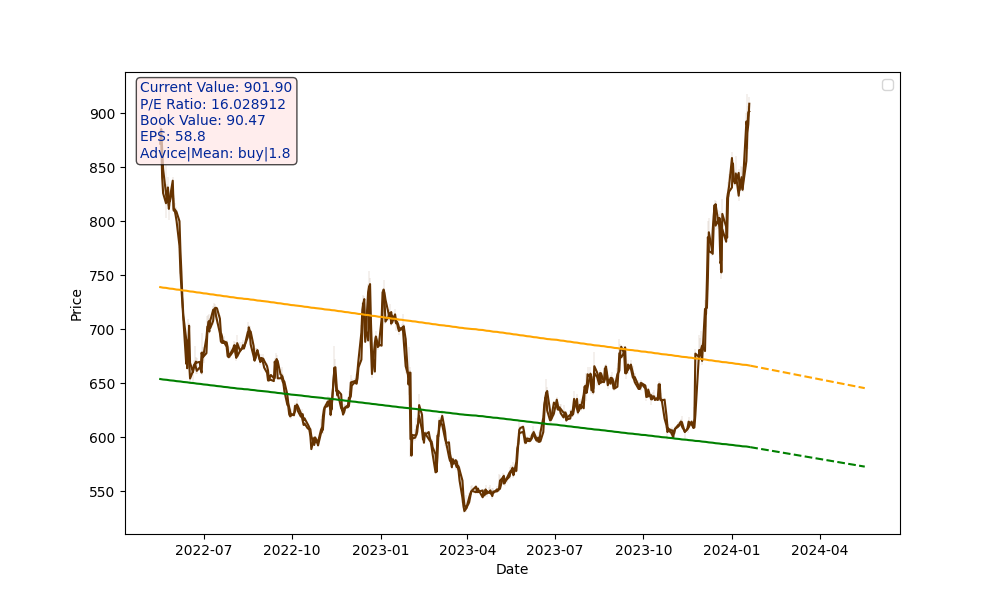 Current Value: 901.90
P/E Ratio: 16.028912
Book Value: 90.47
EPS: 58.8
Advice|Mean: buy|1.8
900
850
800
750
700
650
600
550
Price
2022-07 2022-10 2023-01 2023-04 2023-07 2023-10 2024-01 2024-04
Date